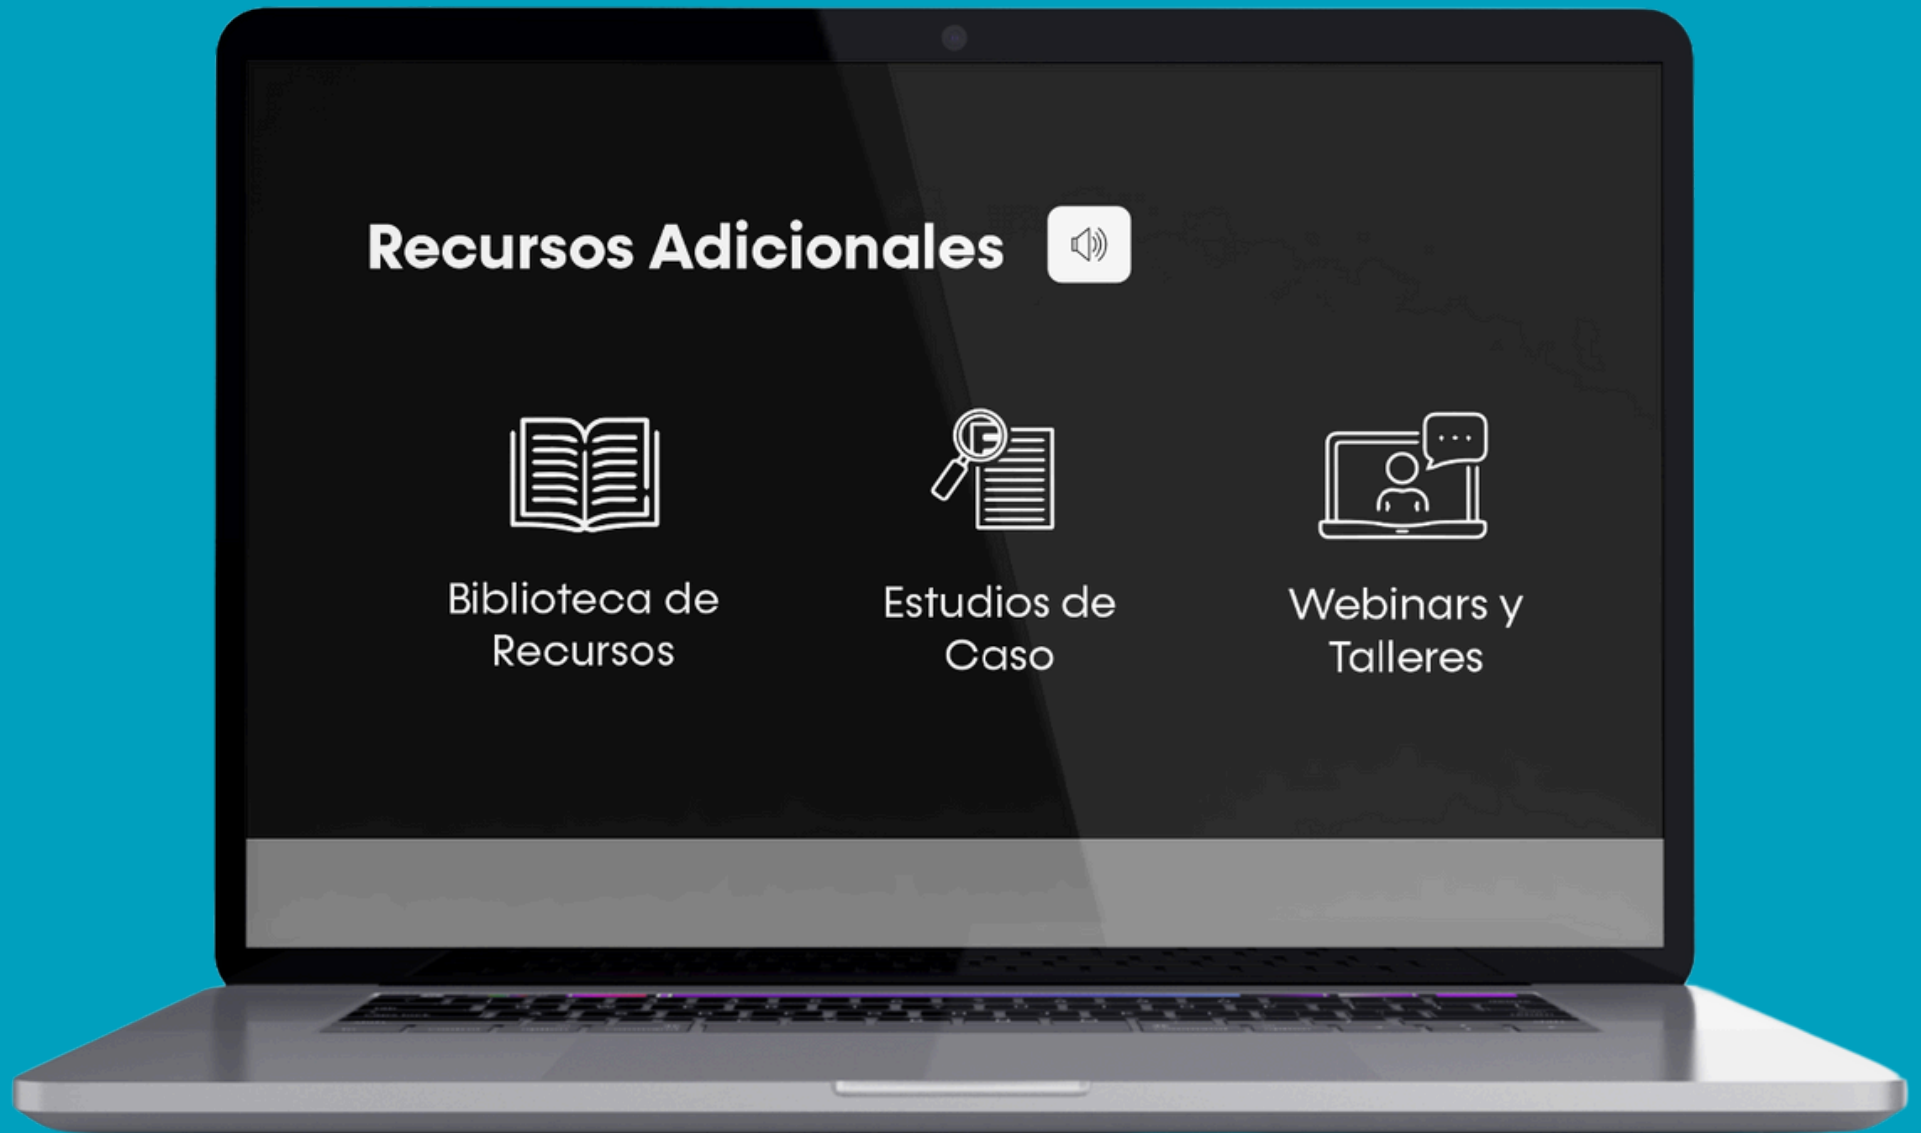 Recursos Adicionales
Biblioteca de
Recursos
Estudios de
Caso
Webinars y
Talleres